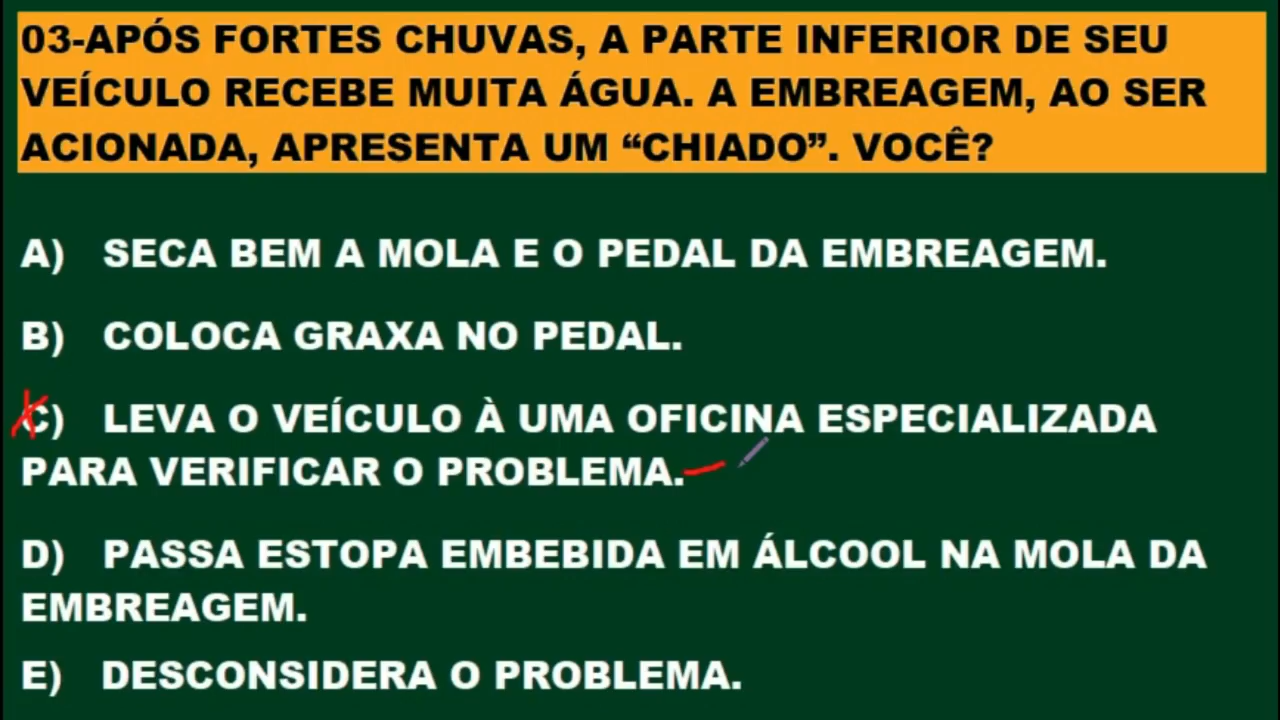 03-APÓS FORTES CHUVAS, A PARTE INFERIOR DE SEU
VEÍCULO RECEBE MUITA ÁGUA. A EMBREAGEM, AO SER
ACIONADA, APRESENTA UM “CHIADO”. VOCÊ?
A) SECA BEM A MOLA E O PEDAL DA EMBREAGEM.
B) COLOCA GRAXA NO PEDAL.
C) LEVA O VEÍCULO À UMA OFICINA ESPECIALIZADA
PARA VERIFICAR O PROBLEMA.
D) PASSA ESTOPA EMBEBIDA EM ÁLCOOL NA MOLA DA
EMBREAGEM.
E) DESCONSIDERA O PROBLEMA.